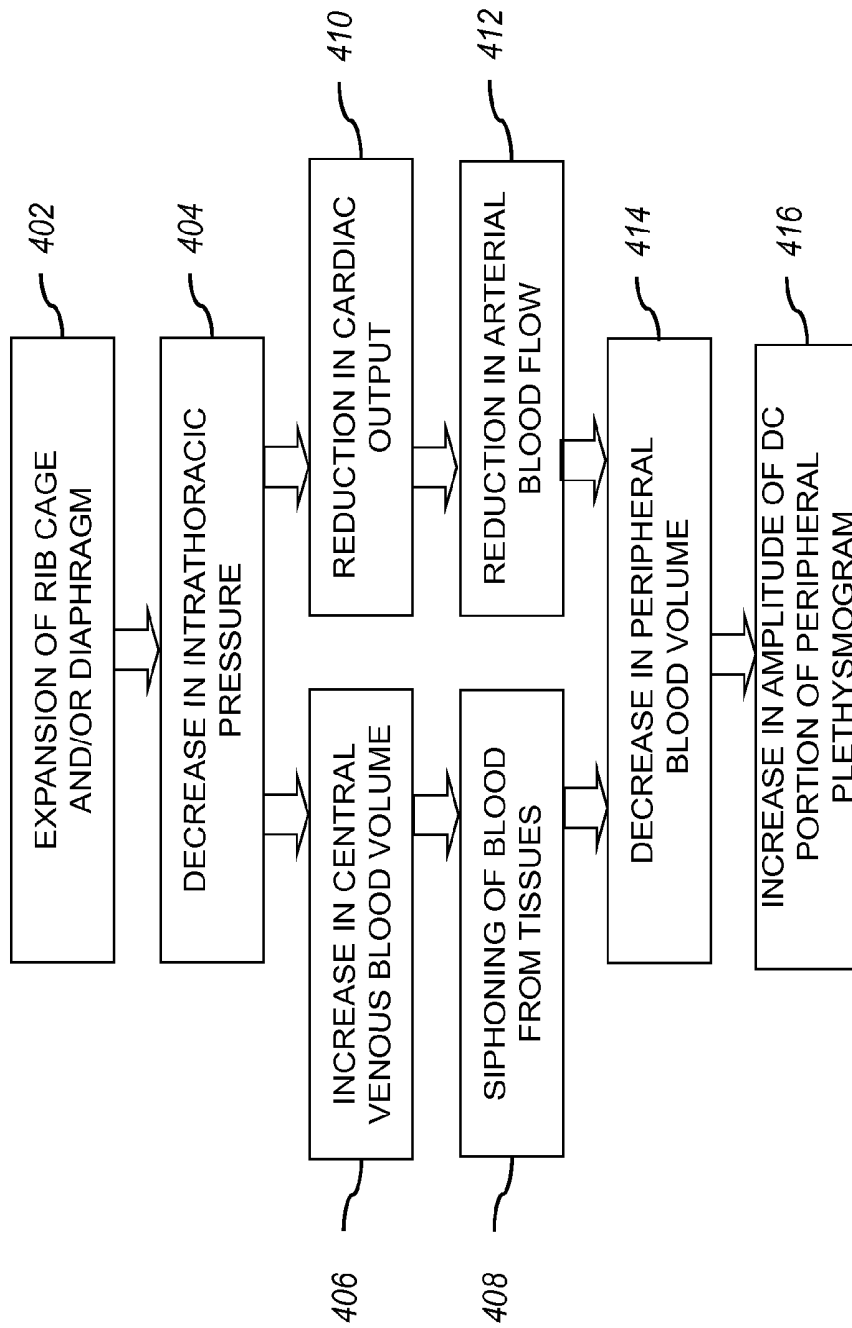 EXPANSION OF RIB CAGE
AND/OR DIAPHRAGM
402
DECREASE IN INTRATHORACIC
PRESSURE
404
INCREASE IN CENTRAL
VENOUS BLOOD VOLUME
406
REDUCTION IN CARDIAC
OUTPUT
410
SIPHONING OF BLOOD
FROM TISSUES
408
REDUCTION IN ARTERIAL
BLOOD FLOW
412
DECREASE IN PERIPHERAL
BLOOD VOLUME
414
INCREASE IN AMPLITUDE OF DC
PORTION OF PERIPHERAL
PLETHYSMOGRAM
416